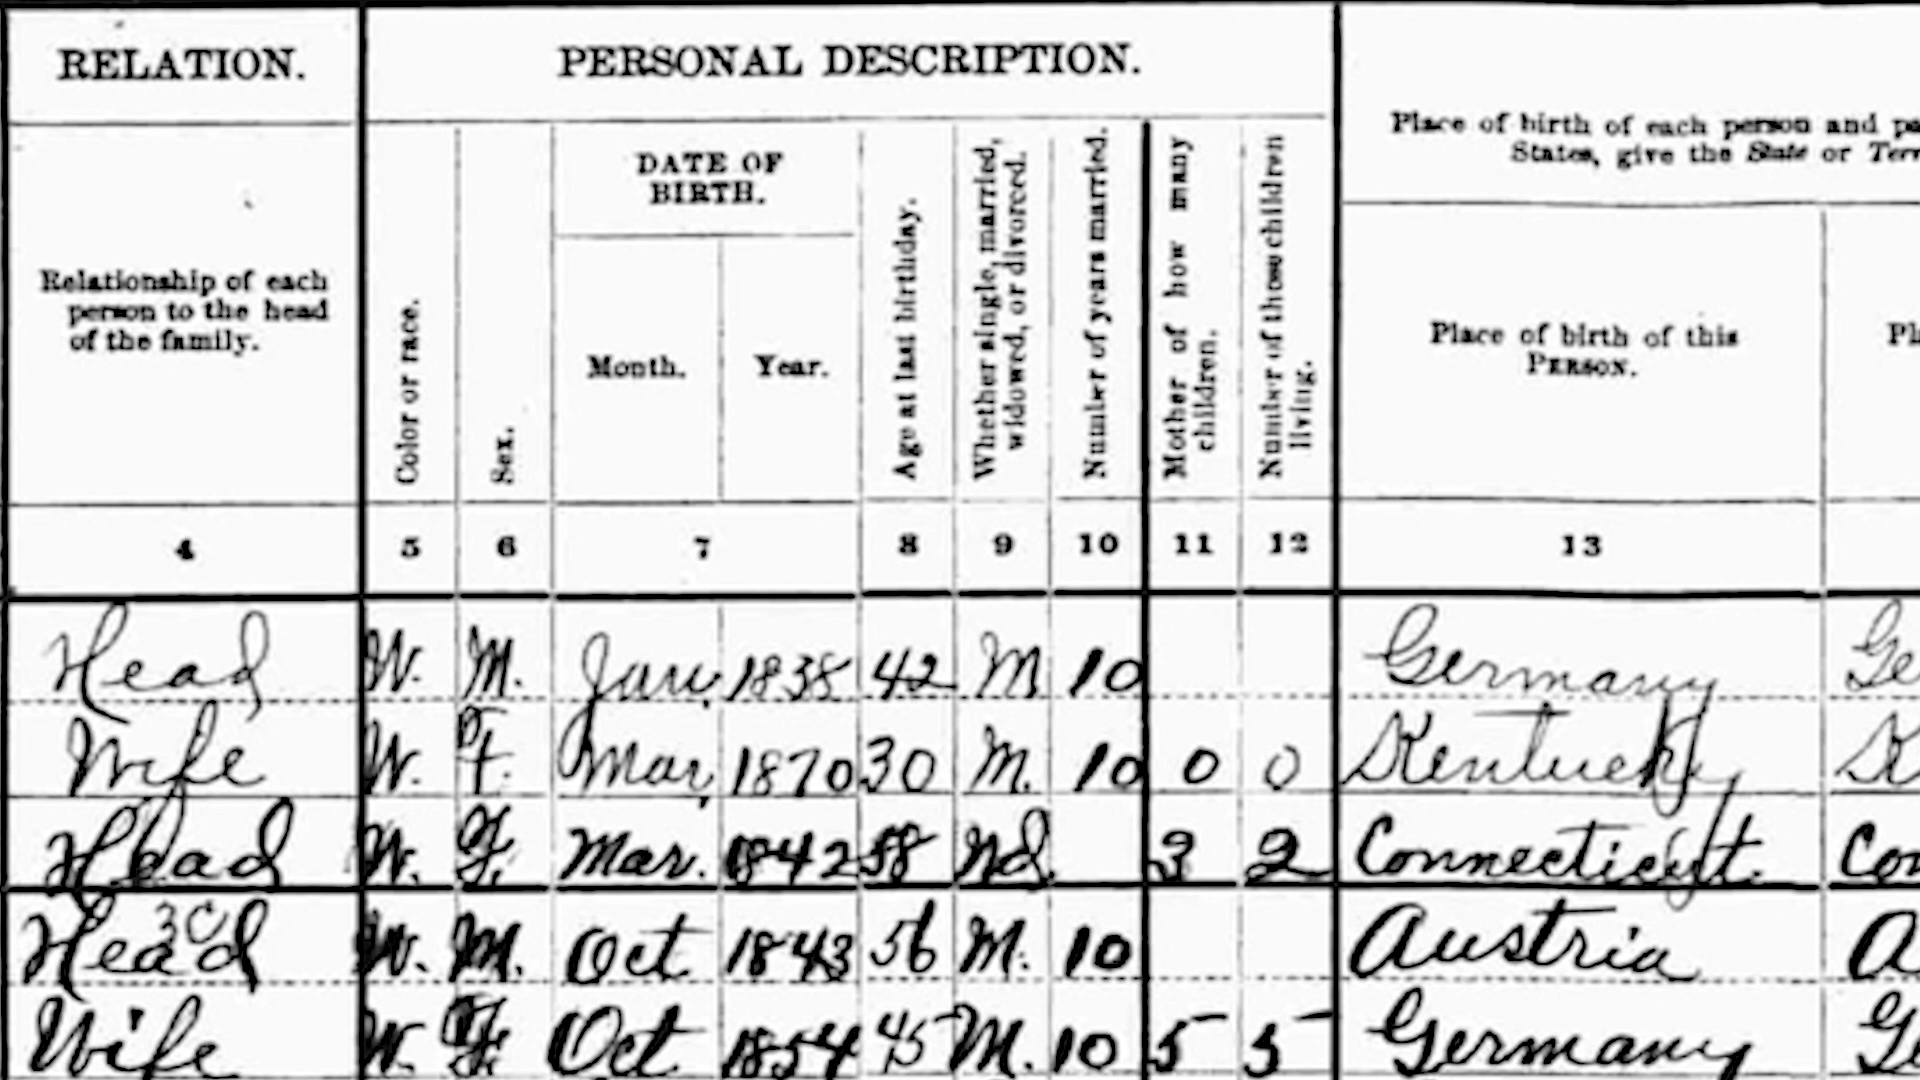 RELATION.
PERSONAL DESCRIPTION.
Place of birth of each person and pa
States, give the State or Terr
Relationship of each
person to the head
of the family.
Color or race.
Sex.
DATE OF
BIRTH.
Month.
Year.
Age at last birthday.
Whether single, married,
widowed, or divorced.
Number of years married.
Mother of how many
children.
Number of those children
living.
Place of birth of this
PERSON.
Pl
4 5 6 7 8 9 10 11 12 13
Head W. M. Jan, 1838 42 M 10 Germany Ge
Wife W. F. Mar, 1870 30 M. 10 0 0 Kentucky K
Head W. F. Mar. 1842 58 Wd. 3 2 Connecticut. Con
Head W. M. Oct 1843 56 M. 10 Austria A
Wife W. F. Oct 1854 45 M. 10 5 5 Germany Ge